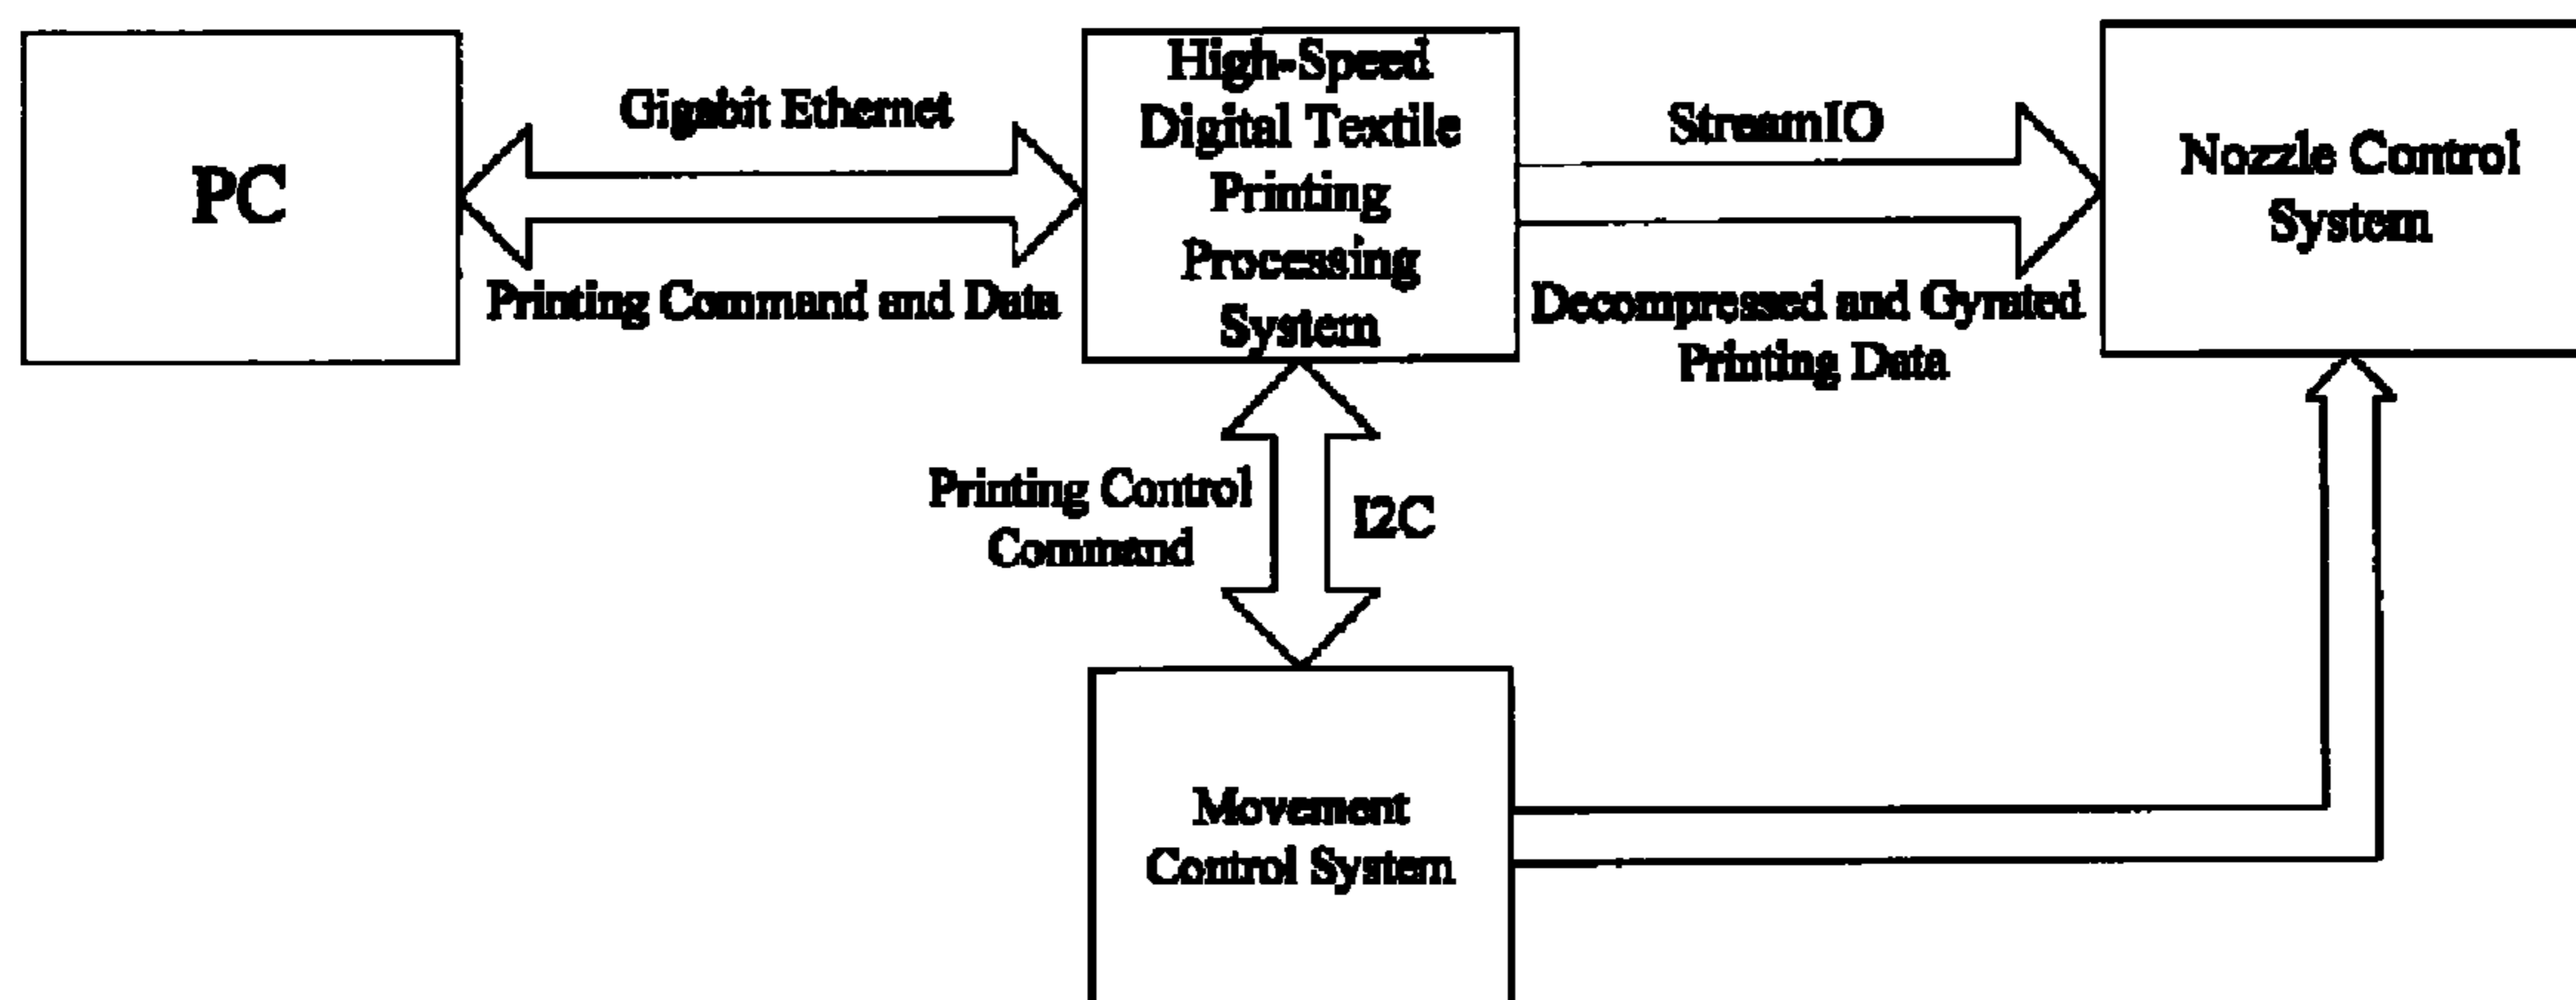 PC
Gigabit Ethernet
Printing Command and Data
High-Speed
Digital Textile
Printing
Processing
System
StreamIO
Decompressed and Gyrated
Printing Data
Nozzle Control
System
Printing Control
Command
I2C
Movement
Control System